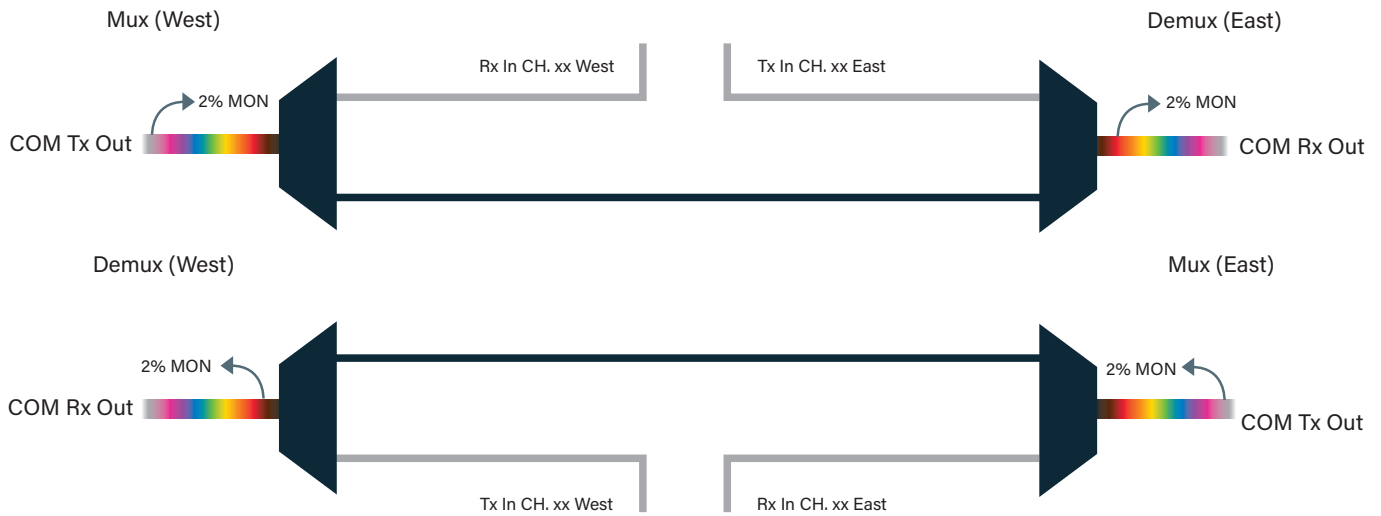 Mux (West)
Demux (East)
Rx In CH. xx West
Tx In CH. xx East
2% MON
2% MON
COM Tx Out
COM Rx Out
Demux (West)
Mux (East)
2% MON
2% MON
COM Rx Out
COM Tx Out
Tx In CH. xx West
Rx In CH. xx East